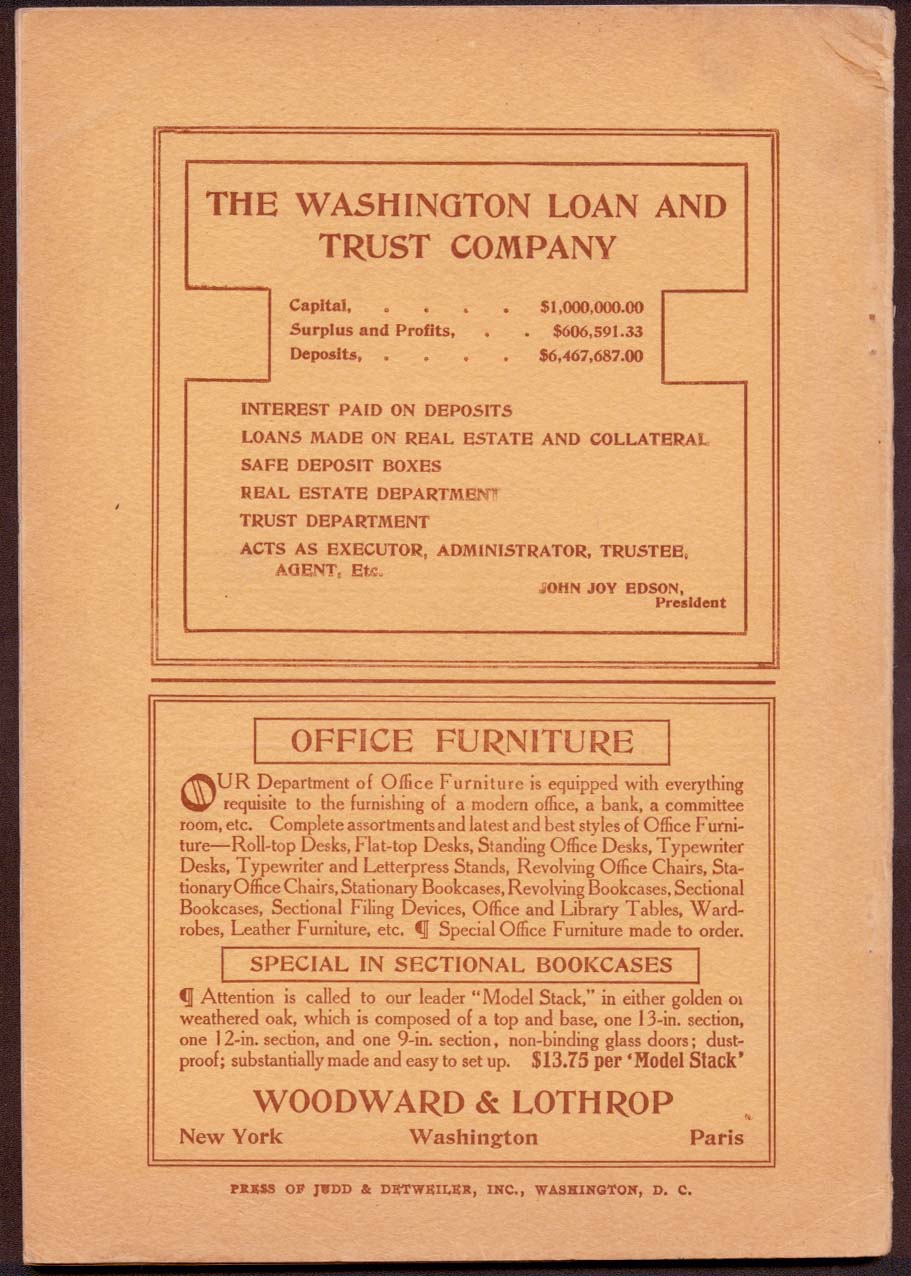 THE WASHINGTON LOAN AND
TRUST COMPANY
Capital, . . . . $1,000,000.00
Surplus and Profits, . . $606,591.33
Deposits, . . . . $6,467,687.00
INTEREST PAID ON DEPOSITS
LOANS MADE ON REAL ESTATE AND COLLATERAL
SAFE DEPOSIT BOXES
REAL ESTATE DEPARTMENT
TRUST DEPARTMENT
ACTS AS EXECUTOR, ADMINISTRATOR, TRUSTEE,
AGENT, Etc.
JOHN JOY EDSON,
President
OFFICE FURNITURE
OUR Department of Office Furniture is equipped with everything
requisite to the furnishing of a modern office, a bank, a committee
room, etc. Complete assortments and latest and best styles of Office Furni-
ture—Roll-top Desks, Flat-top Desks, Standing Office Desks, Typewriter
Desks, Typewriter and Letterpress Stands, Revolving Office Chairs, Sta-
tionary Office Chairs, Stationary Bookcases, Revolving Bookcases, Sectional
Bookcases, Sectional Filing Devices, Office and Library Tables, Ward-
robes, Leather Furniture, etc. ¶ Special Office Furniture made to order.
SPECIAL IN SECTIONAL BOOKCASES
¶ Attention is called to our leader "Model Stack," in either golden or
weathered oak, which is composed of a top and base, one 13-in. section,
one 12-in. section, and one 9-in. section, non-binding glass doors; dust-
proof; substantially made and easy to set up. $13.75 per 'Model Stack'
WOODWARD & LOTHROP
New York Washington Paris
PRESS OF JUDD & DETWEILER, INC., WASHINGTON, D. C.